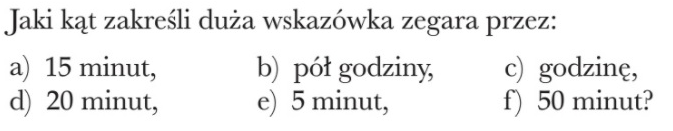 Jaki kąt zakreśli duża wskazówka zegara przez:
a) 15 minut, b) pół godziny, c) godzinę,
d) 20 minut, e) 5 minut, f) 50 minut?